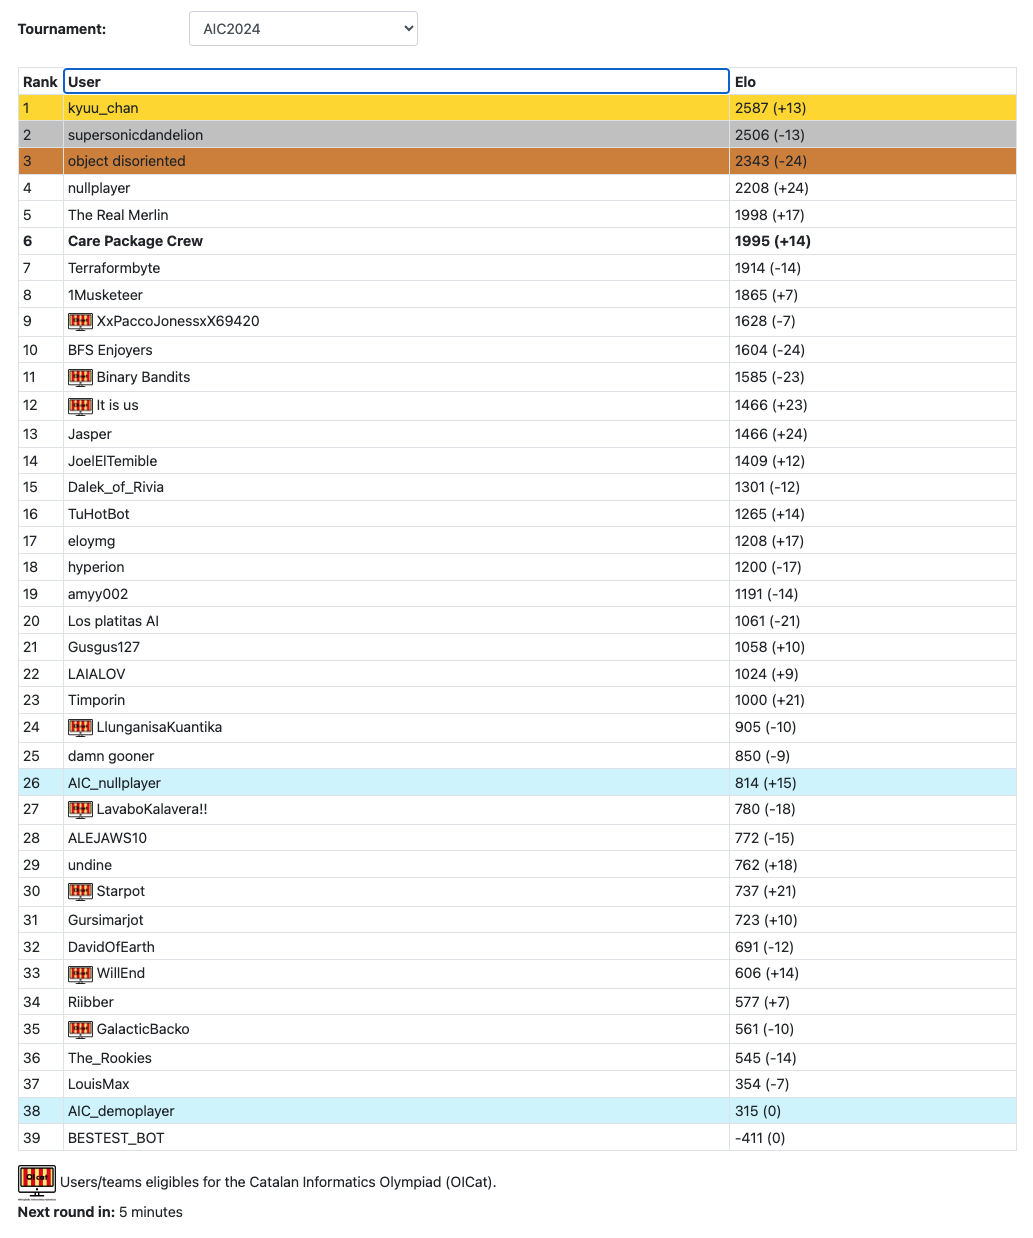 Tournament: AIC2024
Rank User Elo
1 kyuu_chan 2587 (+13)
2 supersonicdandelion 2506 (-13)
3 object disoriented 2343 (-24)
4 nullplayer 2208 (+24)
5 The Real Merlin 1998 (+17)
6 Care Package Crew 1995 (+14)
7 Terraformbyte 1914 (-14)
8 1Musketeer 1865 (+7)
9 XxPaccoJonessxX69420 1628 (-7)
10 BFS Enjoyers 1604 (-24)
11 Binary Bandits 1585 (-23)
12 It is us 1466 (+23)
13 Jasper 1466 (+24)
14 JoelElTemible 1409 (+12)
15 Dalek_of_Rivia 1301 (-12)
16 TuHotBot 1265 (+14)
17 eloymg 1208 (+17)
18 hyperion 1200 (-17)
19 amyy002 1191 (-14)
20 Los platitas AI 1061 (-21)
21 Gusgus127 1058 (+10)
22 LAIALOV 1024 (+9)
23 Timporin 1000 (+21)
24 LlunganisaKuantika 905 (-10)
25 damn gooner 850 (-9)
26 AIC_nullplayer 814 (+15)
27 LavaboKalavera!! 780 (-18)
28 ALEJAWS10 772 (-15)
29 undine 762 (+18)
30 Starpot 737 (+21)
31 Gursimarjot 723 (+10)
32 DavidOfEarth 691 (-12)
33 WillEnd 606 (+14)
34 Riibber 577 (+7)
35 GalacticBacko 561 (-10)
36 The_Rookies 545 (-14)
37 LouisMax 354 (-7)
38 AIC_demoplayer 315 (0)
39 BESTEST_BOT -411 (0)
Users/teams eligibles for the Catalan Informatics Olympiad (OICat).
Next round in: 5 minutes